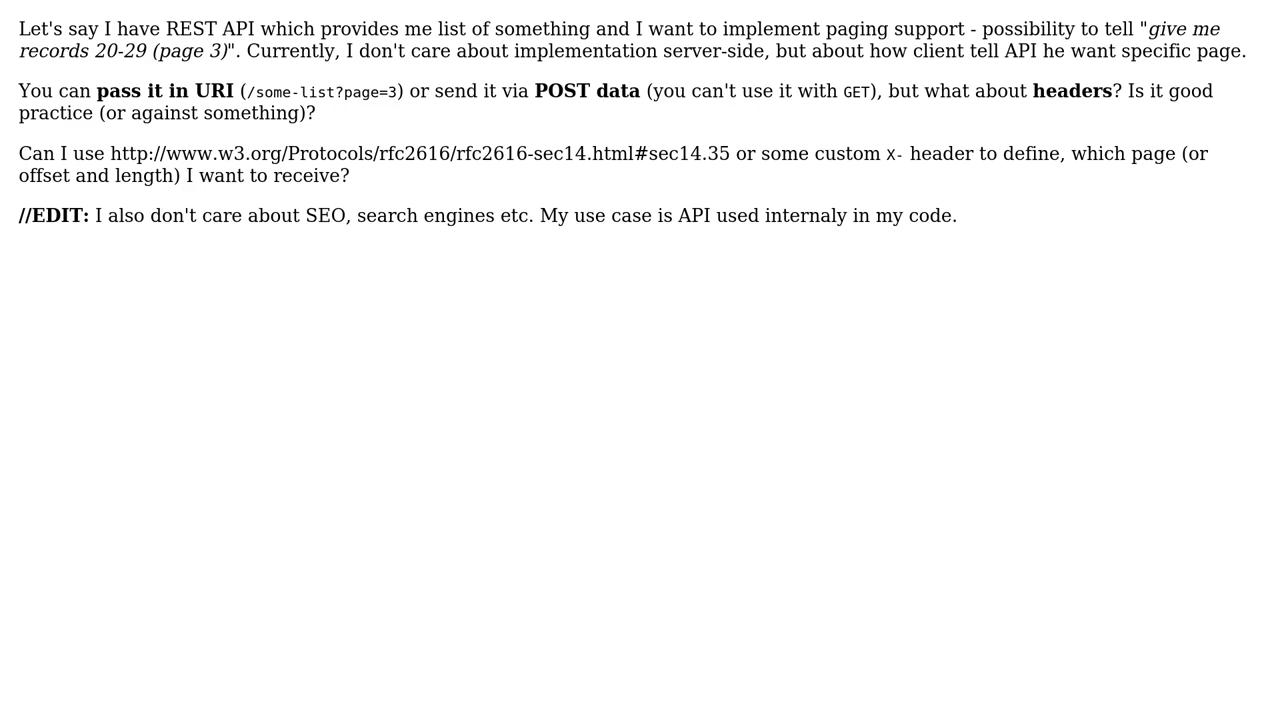 Let's say I have REST API which provides me list of something and I want to implement paging support - possibility to tell "give me
records 20-29 (page 3)". Currently, I don't care about implementation server-side, but about how client tell API he want specific page.
You can pass it in URI (/some-list?page=3) or send it via POST data (you can't use it with GET), but what about headers? Is it good
practice (or against something)?
Can I use http://www.w3.org/Protocols/rfc2616/rfc2616-sec14.html#sec14.35 or some custom X- header to define, which page (or
offset and length) I want to receive?
//EDIT: I also don't care about SEO, search engines etc. My use case is API used internaly in my code.